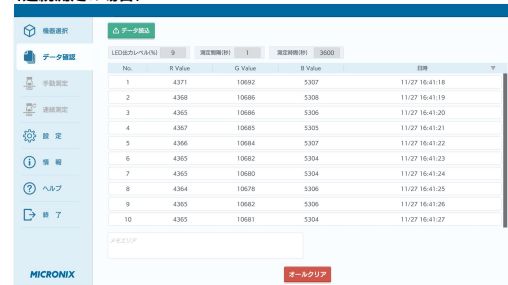 機器選択
データ確認
手動測定
連続測定
設 定
情 報
ヘルプ
終 了
MICRONIX
データ読込
LED出力レベル(%) 9 測定間隔(秒) 1 測定時間(秒) 3600
No. R Value G Value B Value 日時
1 4371 10692 5307 11/27 16:41:18
2 4368 10686 5308 11/27 16:41:19
3 4365 10686 5306 11/27 16:41:20
4 4367 10685 5305 11/27 16:41:21
5 4366 10684 5307 11/27 16:41:22
6 4365 10682 5304 11/27 16:41:23
7 4365 10680 5304 11/27 16:41:24
8 4364 10678 5306 11/27 16:41:25
9 4365 10682 5306 11/27 16:41:26
10 4365 10681 5304 11/27 16:41:27
メモエリア
オールクリア